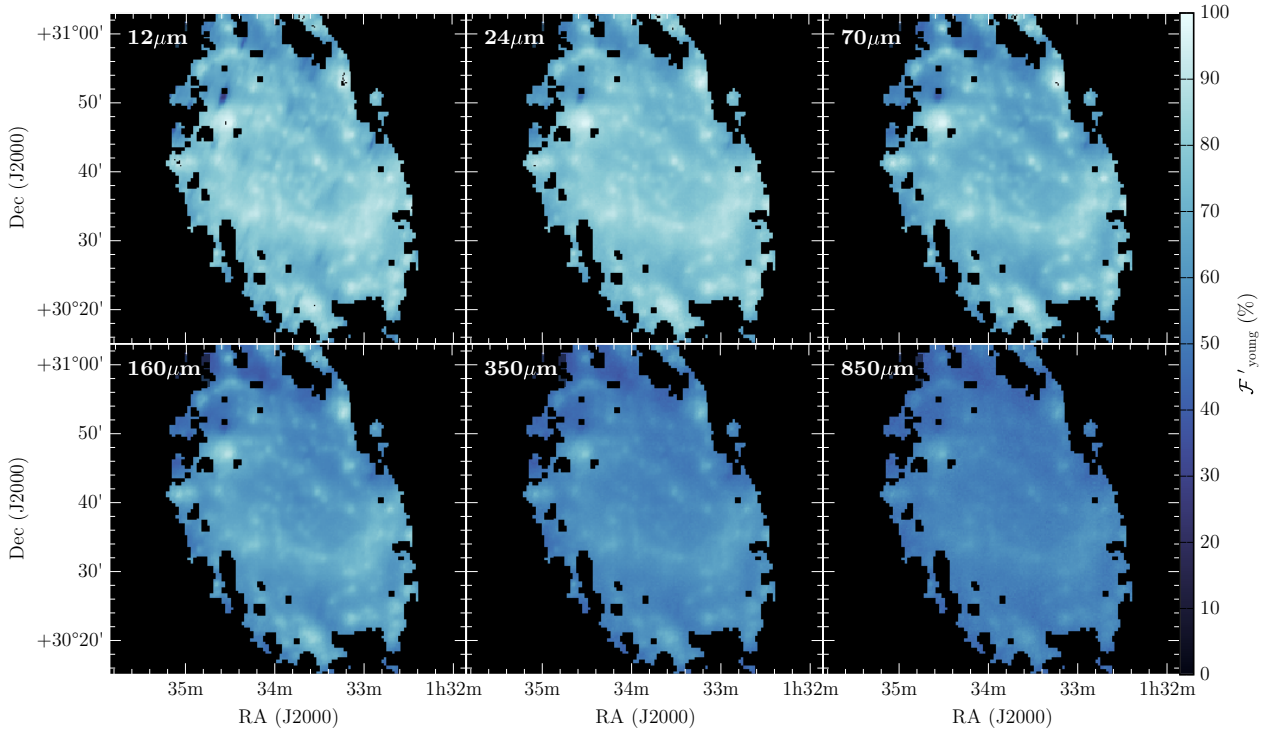 12μm
24μm
70μm
+31°00'
50'
40'
30'
+30°20'
Dec (J2000)
160μm
350μm
850μm
+31°00'
50'
40'
30'
+30°20'
Dec (J2000)
35m 34m 33m 1h32m
35m 34m 33m 1h32m
35m 34m 33m 1h32m
RA (J2000)
RA (J2000)
RA (J2000)
100
90
80
70
60
50
40
30
20
10
0
ℱ′young (%)